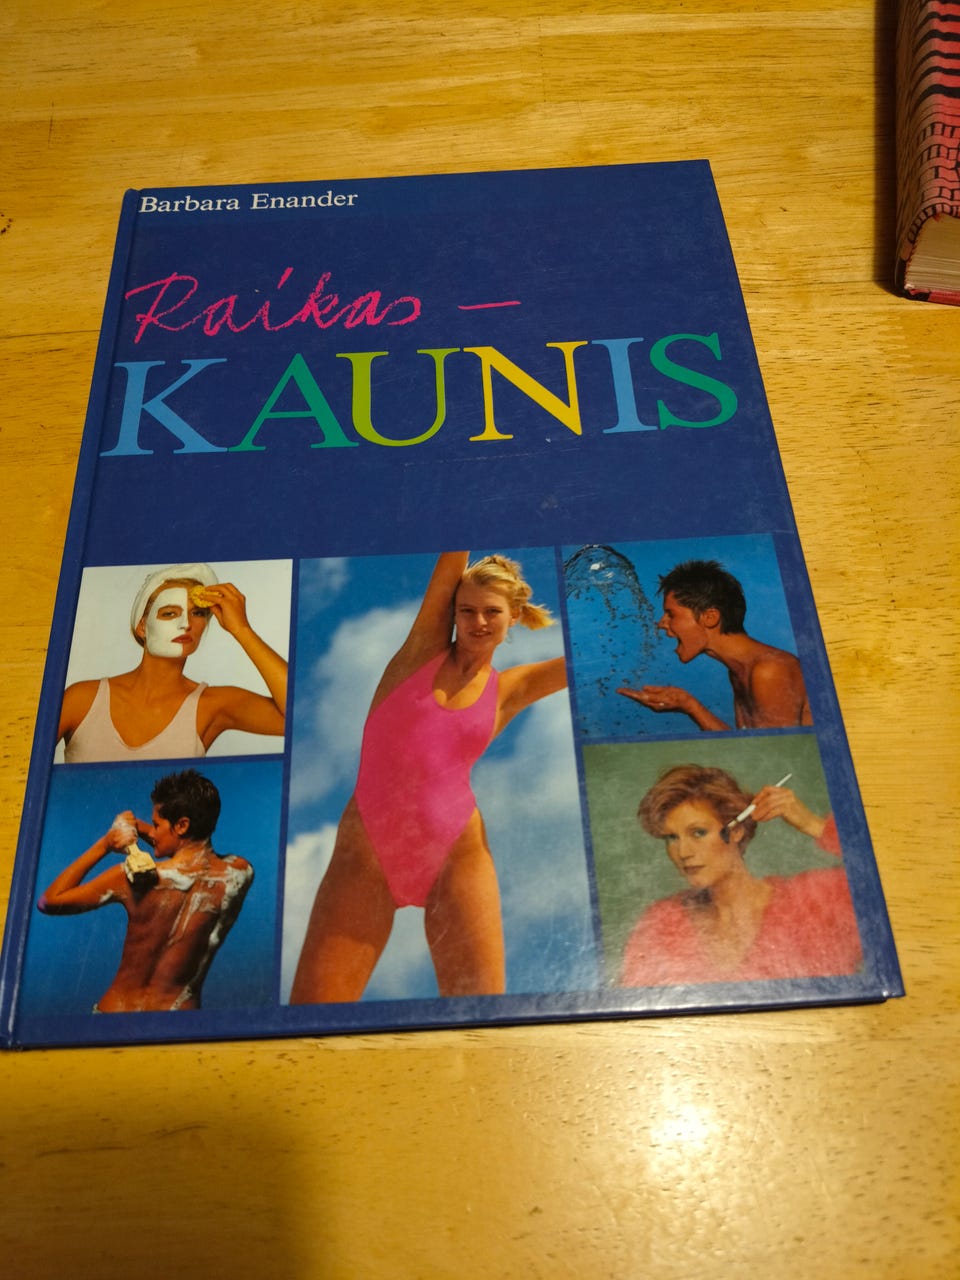 Barbara Enander
Raikas –
KAUNIS